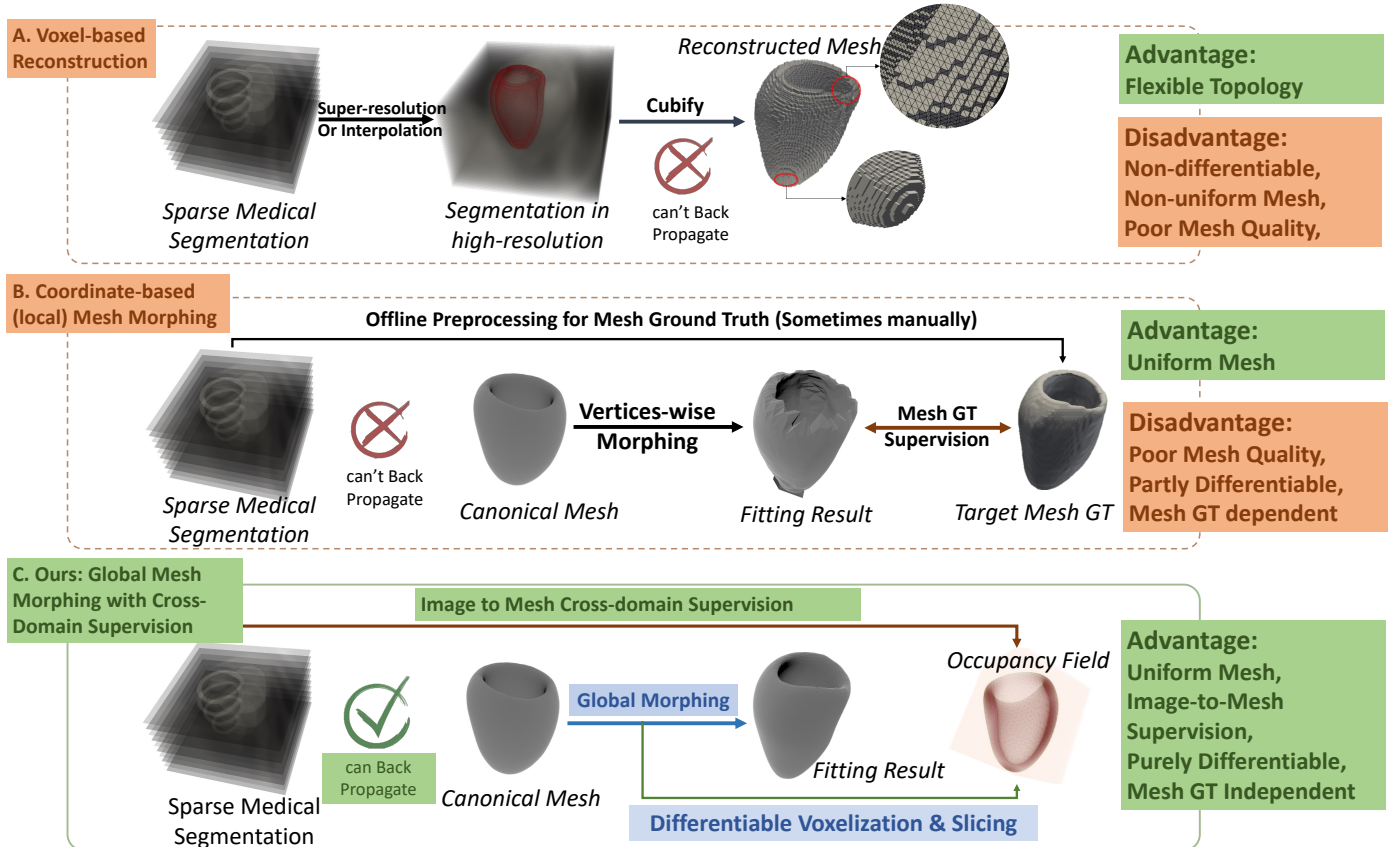 A. Voxel-based
Reconstruction
Super-resolution
Or Interpolation
Sparse Medical
Segmentation
Segmentation in
high-resolution
Cubify
can't Back
Propagate
Reconstructed Mesh
Advantage:
Flexible Topology
Disadvantage:
Non-differentiable,
Non-uniform Mesh,
Poor Mesh Quality,
B. Coordinate-based
(local) Mesh Morphing
Offline Preprocessing for Mesh Ground Truth (Sometimes manually)
Sparse Medical
Segmentation
can't Back
Propagate
Canonical Mesh
Vertices-wise
Morphing
Fitting Result
Mesh GT
Supervision
Target Mesh GT
Advantage:
Uniform Mesh
Disadvantage:
Poor Mesh Quality,
Partly Differentiable,
Mesh GT dependent
C. Ours: Global Mesh
Morphing with Cross-
Domain Supervision
Image to Mesh Cross-domain Supervision
Sparse Medical
Segmentation
can Back
Propagate
Canonical Mesh
Global Morphing
Fitting Result
Occupancy Field
Differentiable Voxelization & Slicing
Advantage:
Uniform Mesh,
Image-to-Mesh
Supervision,
Purely Differentiable,
Mesh GT Independent